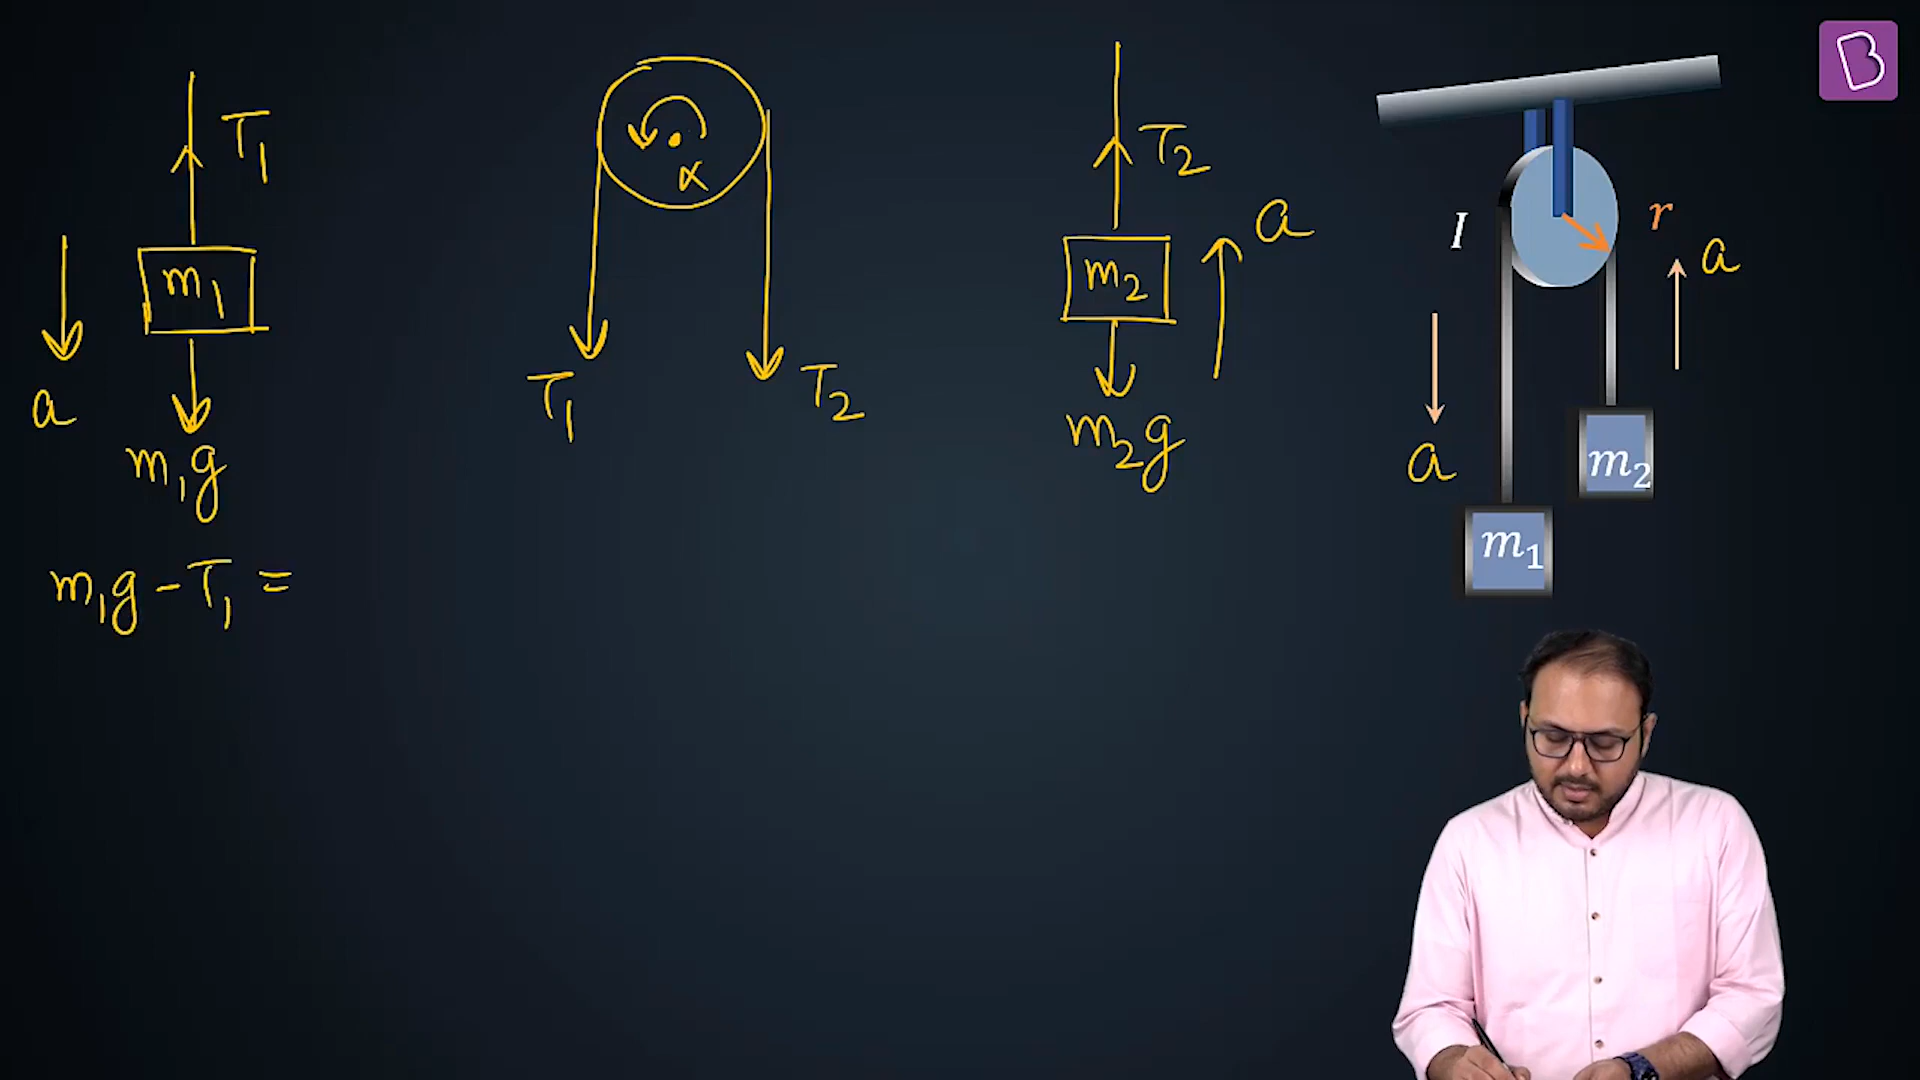 T₁
m₁
a
m₁g
m₁g - T₁ =
α
T₁
T₂
T₂
a
m₂
m₂g
B
I
r
a
a
m₂
m₁